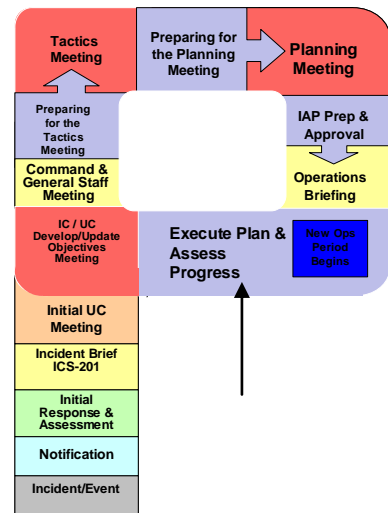 Tactics
Meeting
Preparing for
the Planning
Meeting
Planning
Meeting
Preparing
for the
Tactics
Meeting
IAP Prep &
Approval
Command &
General Staff
Meeting
Operations
Briefing
IC / UC
Develop/Update
Objectives
Meeting
Execute Plan &
Assess
Progress
New Ops
Period
Begins
Initial UC
Meeting
Incident Brief
ICS-201
Initial
Response &
Assessment
Notification
Incident/Event